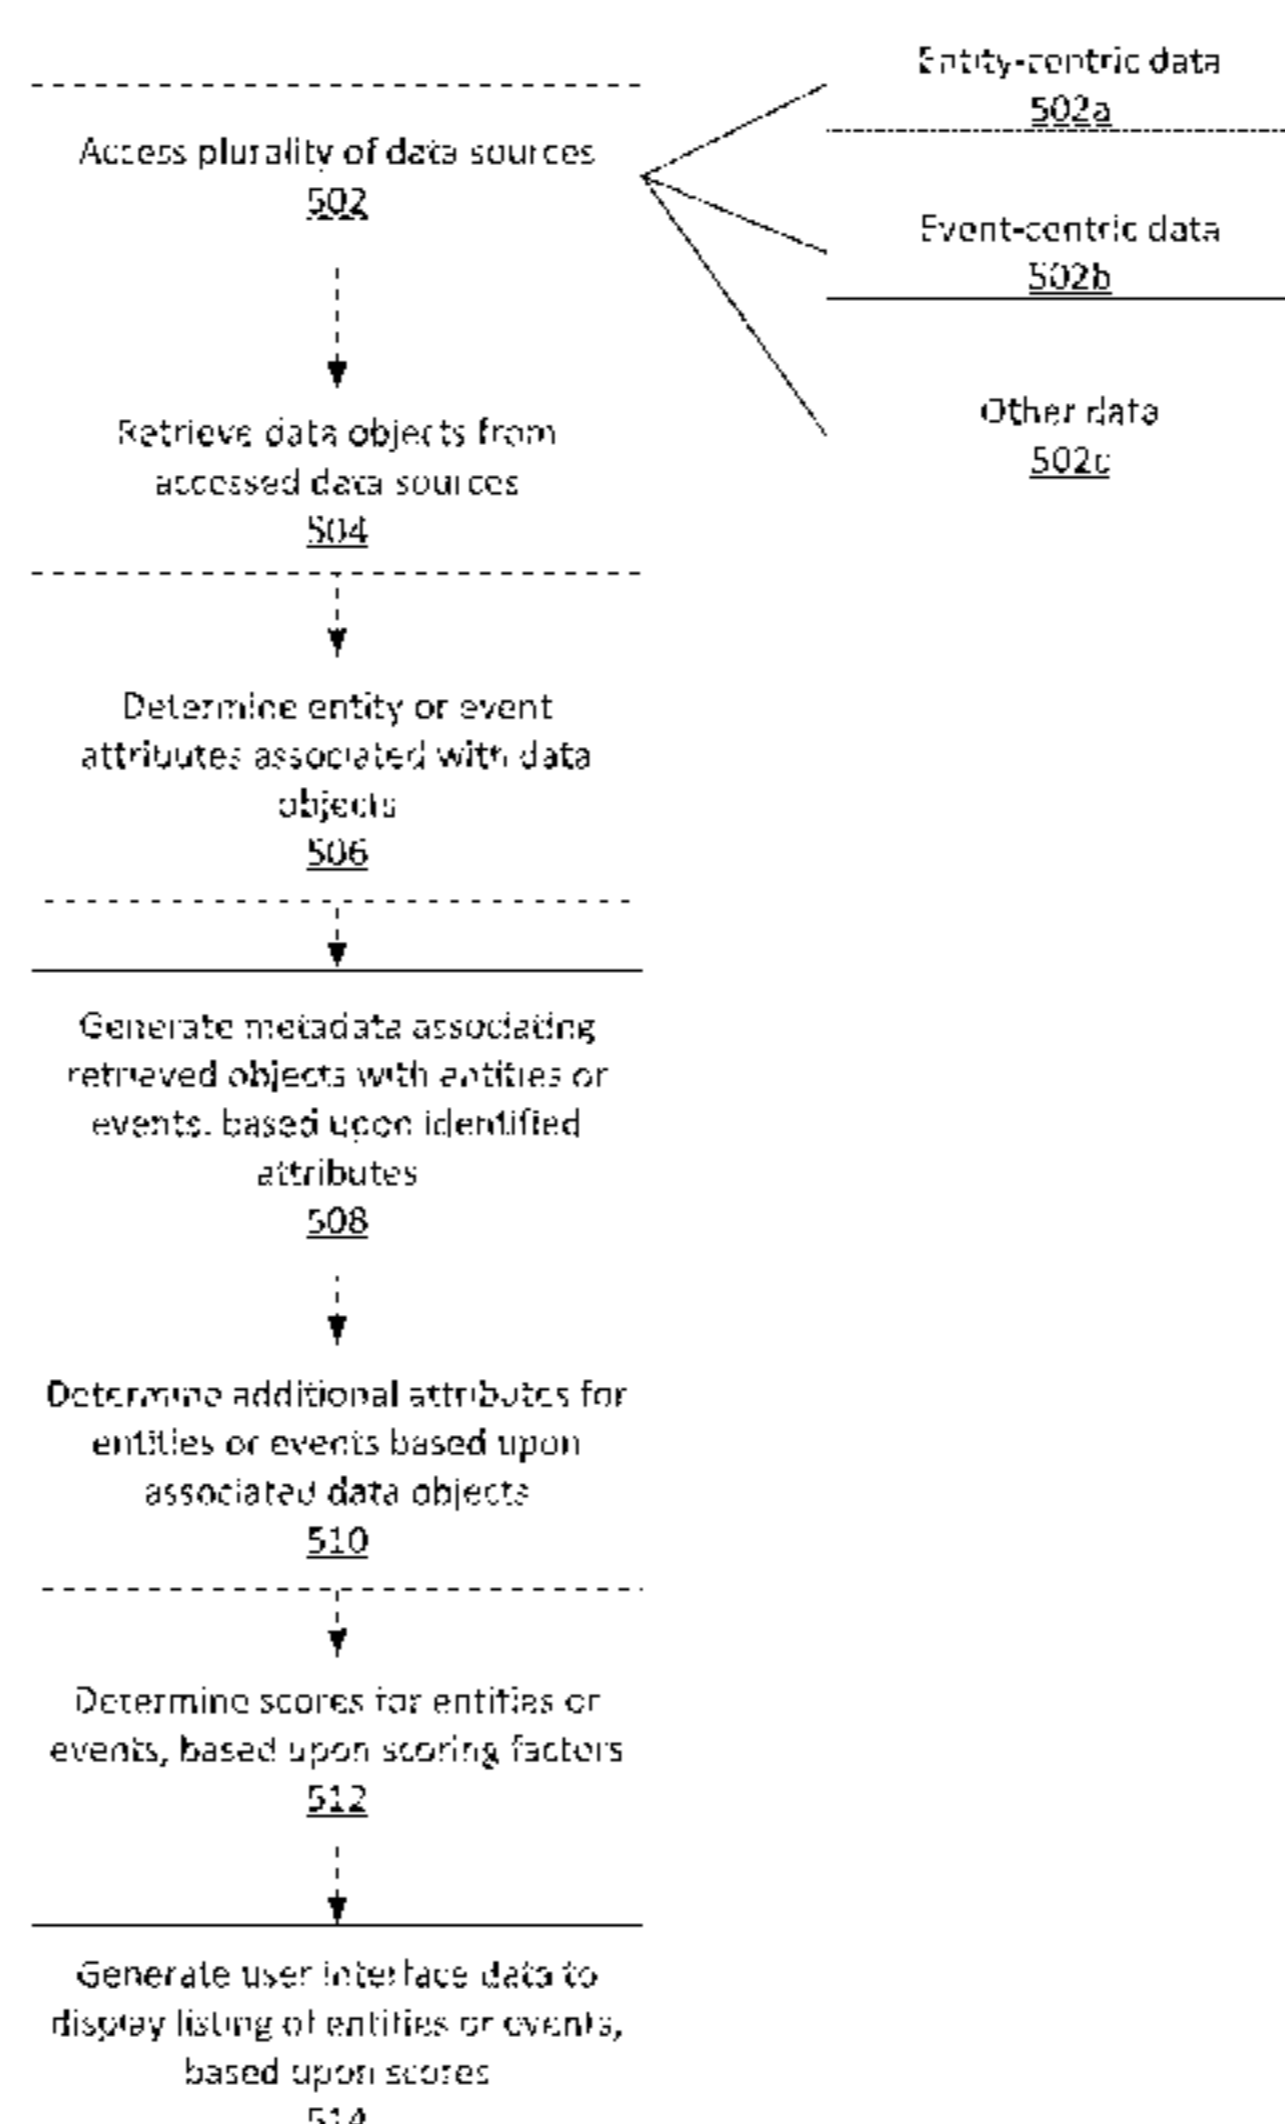 Access plurality of data sources
502
Entity-centric data
502a
Event-centric data
502b
Other data
502c
Retrieve data objects from
accessed data sources
504
Determine entity or event
attributes associated with data
objects
506
Generate metadata associating
retrieved objects with entities or
events, based upon identified
attributes
508
Determine additional attributes for
entities or events based upon
associated data objects
510
Determine scores for entities or
events, based upon scoring factors
512
Generate user interface data to
display listing of entities or events,
based upon scores
514